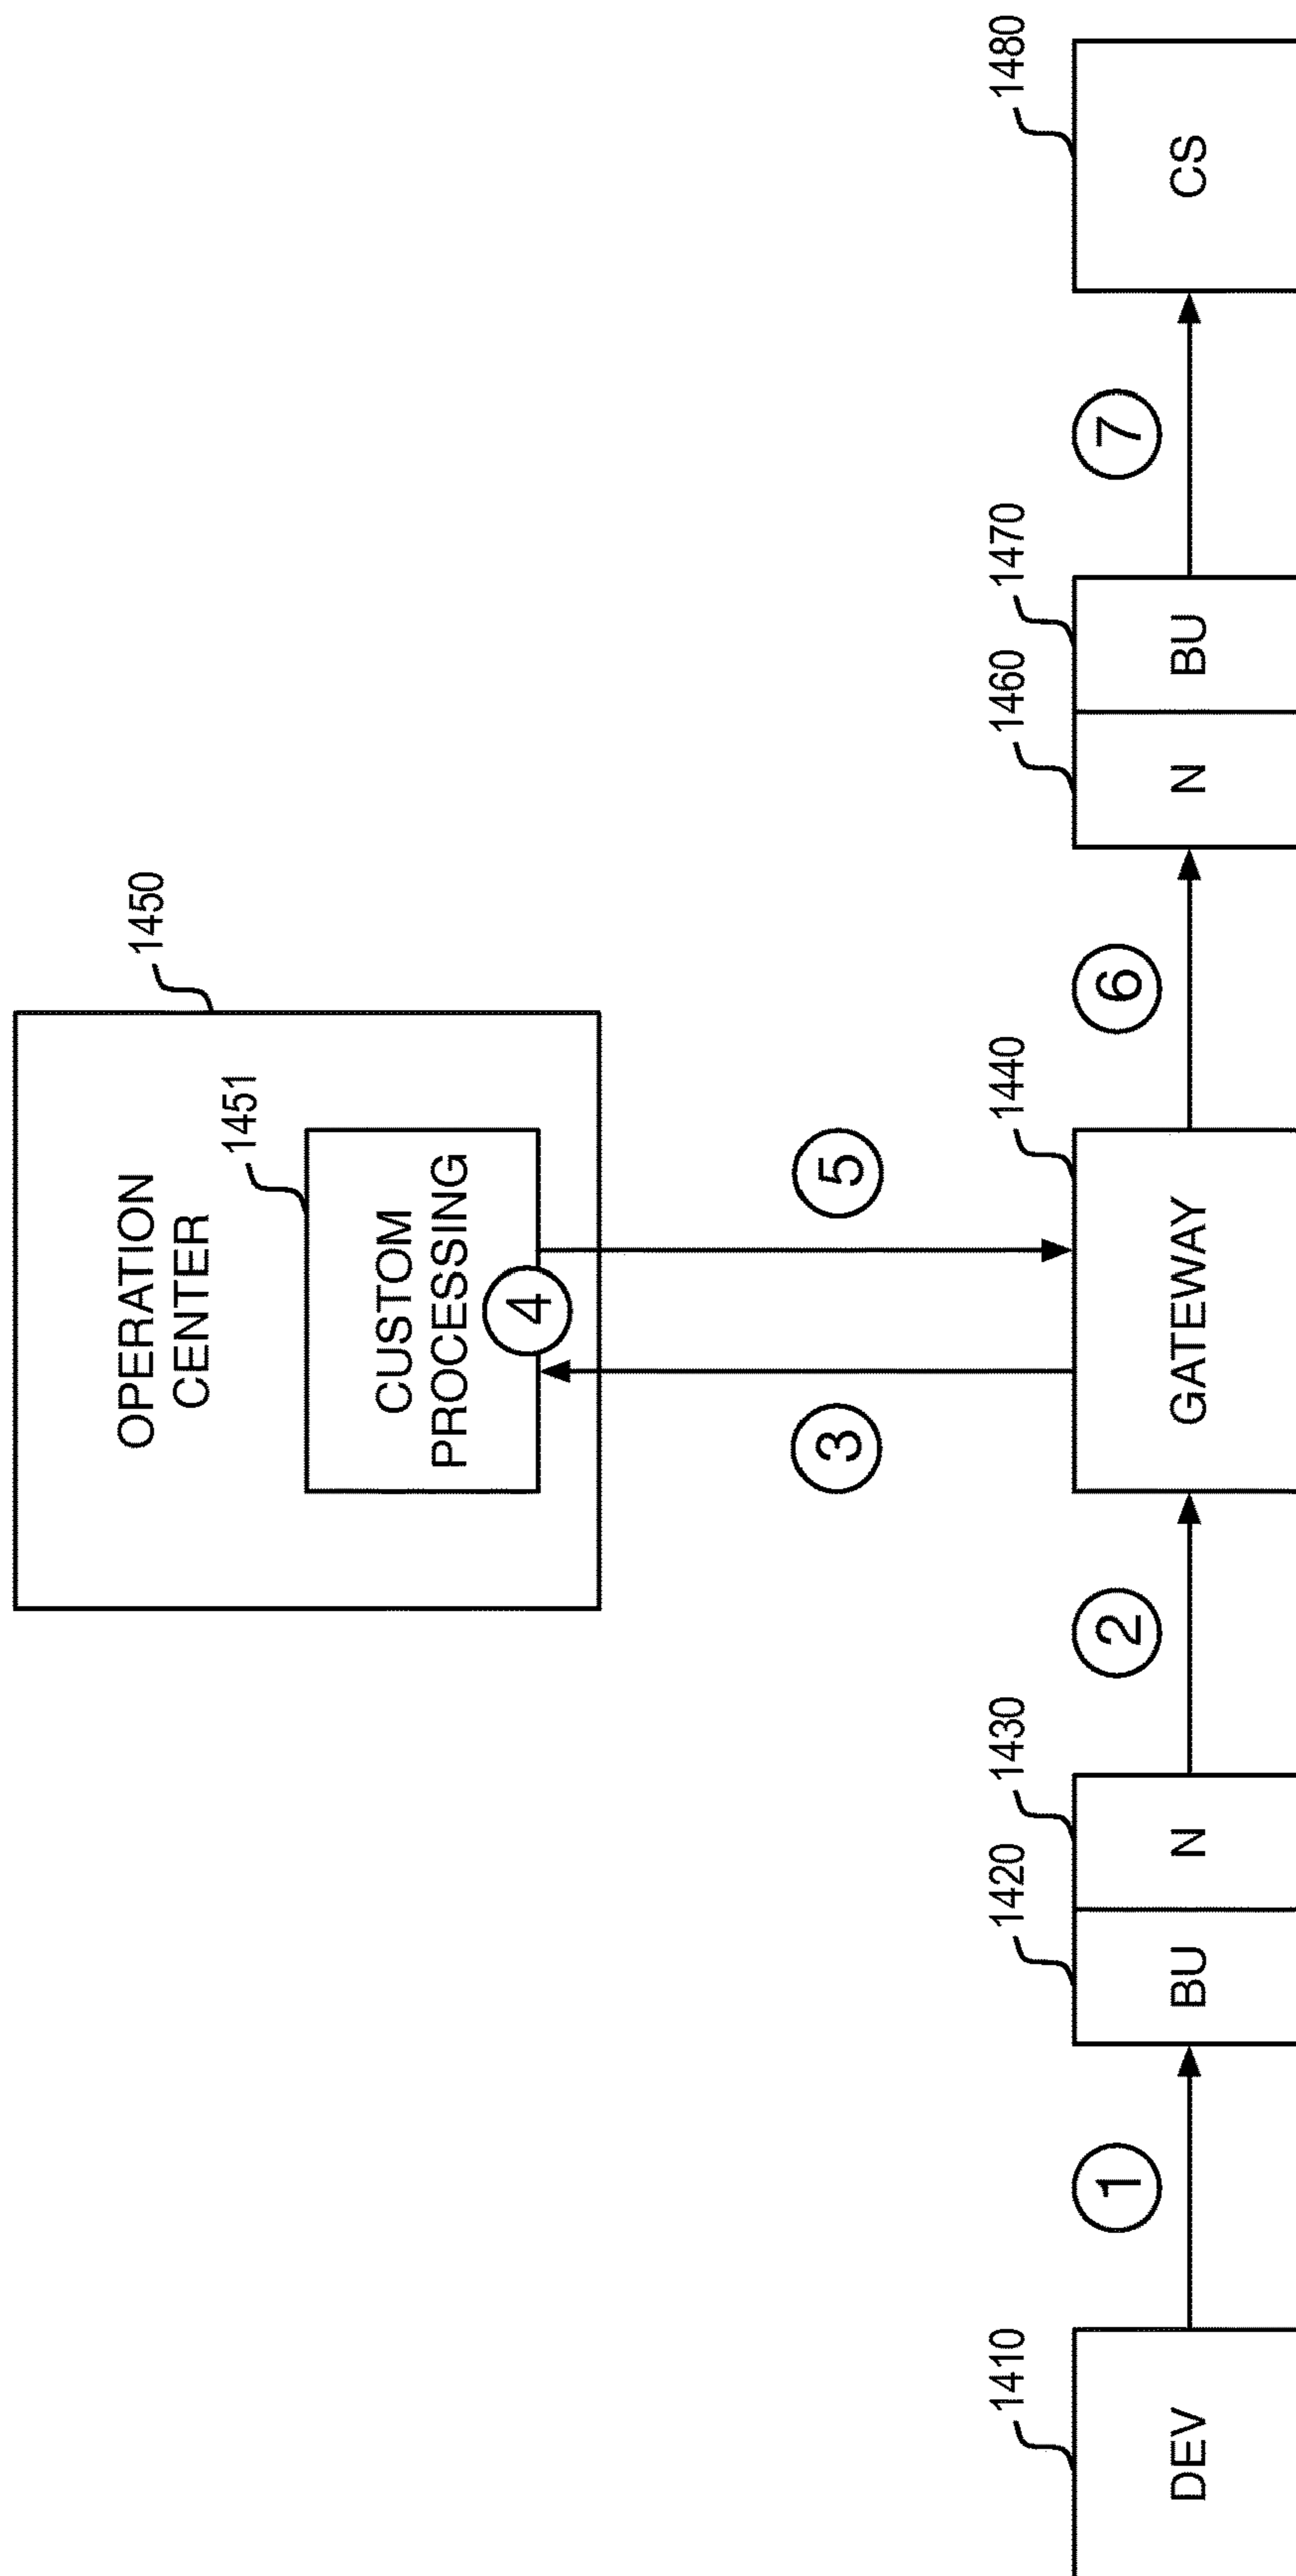 OPERATION
CENTER
1450
1451
CUSTOM
PROCESSING
4
3
5
1410
DEV
1
1420
BU
1430
N
2
1440
GATEWAY
6
1460
N
1470
BU
7
1480
CS